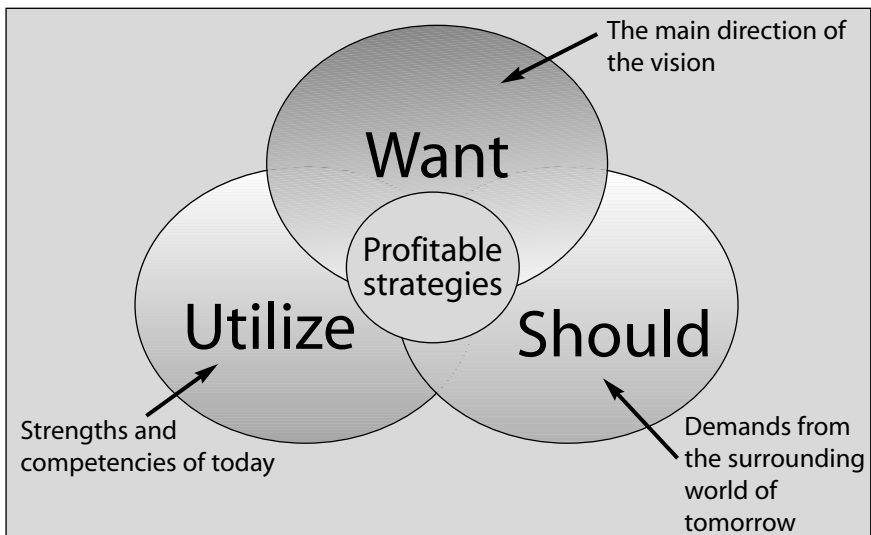 The main direction of
the vision
Want
Profitable
strategies
Utilize
Should
Strengths and
competencies of today
Demands from
the surrounding
world of
tomorrow